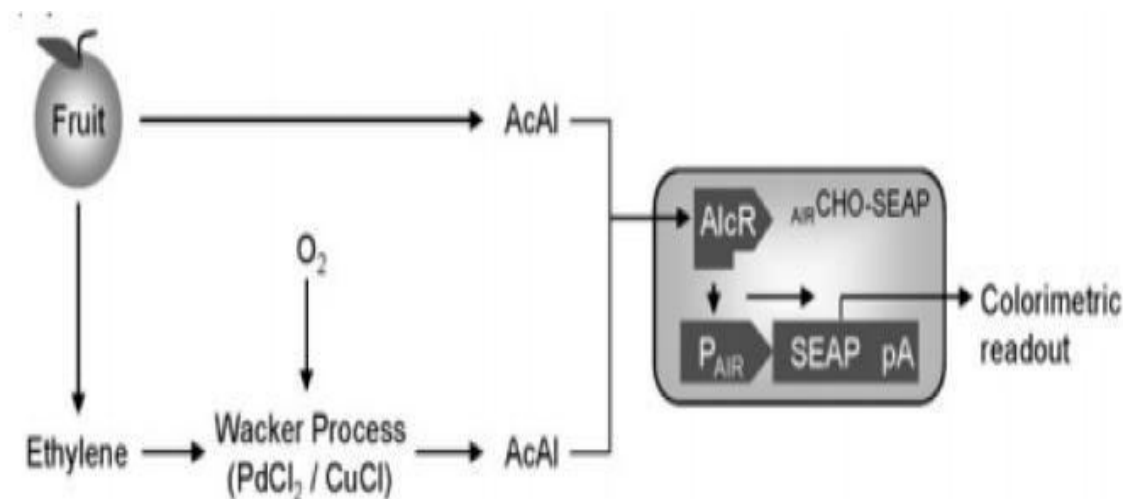 Fruit
AcAl
AlcR
AIRCHO-SEAP
O2
PAIR
SEAP pA
Colorimetric
readout
Ethylene
Wacker Process
(PdCl2 / CuCl)
AcAl